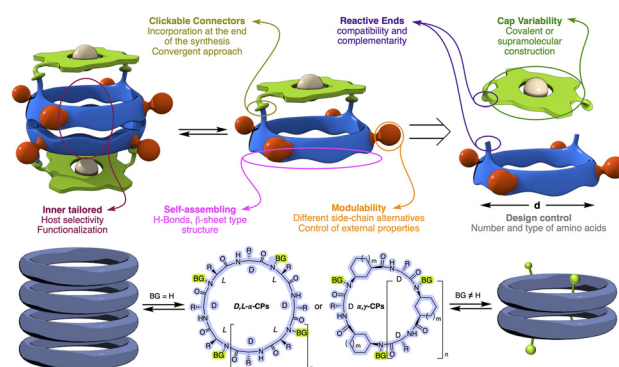 Clickable Connectors
Incorporation at the end
of the synthesis
Convergent approach
Reactive Ends
compatibility and
complementarity
Cap Variability
Covalent or
supramolecular
construction
Inner tailored
Host selectivity
Functionalization
Self-assembling
H-Bonds, β-sheet type
structure
Modulability
Different side-chain alternatives
Control of external properties
d
Design control
Number and type of amino acids
BG = H
D,L-α-CPs
or
α,γ-CPs
BG ≠ H